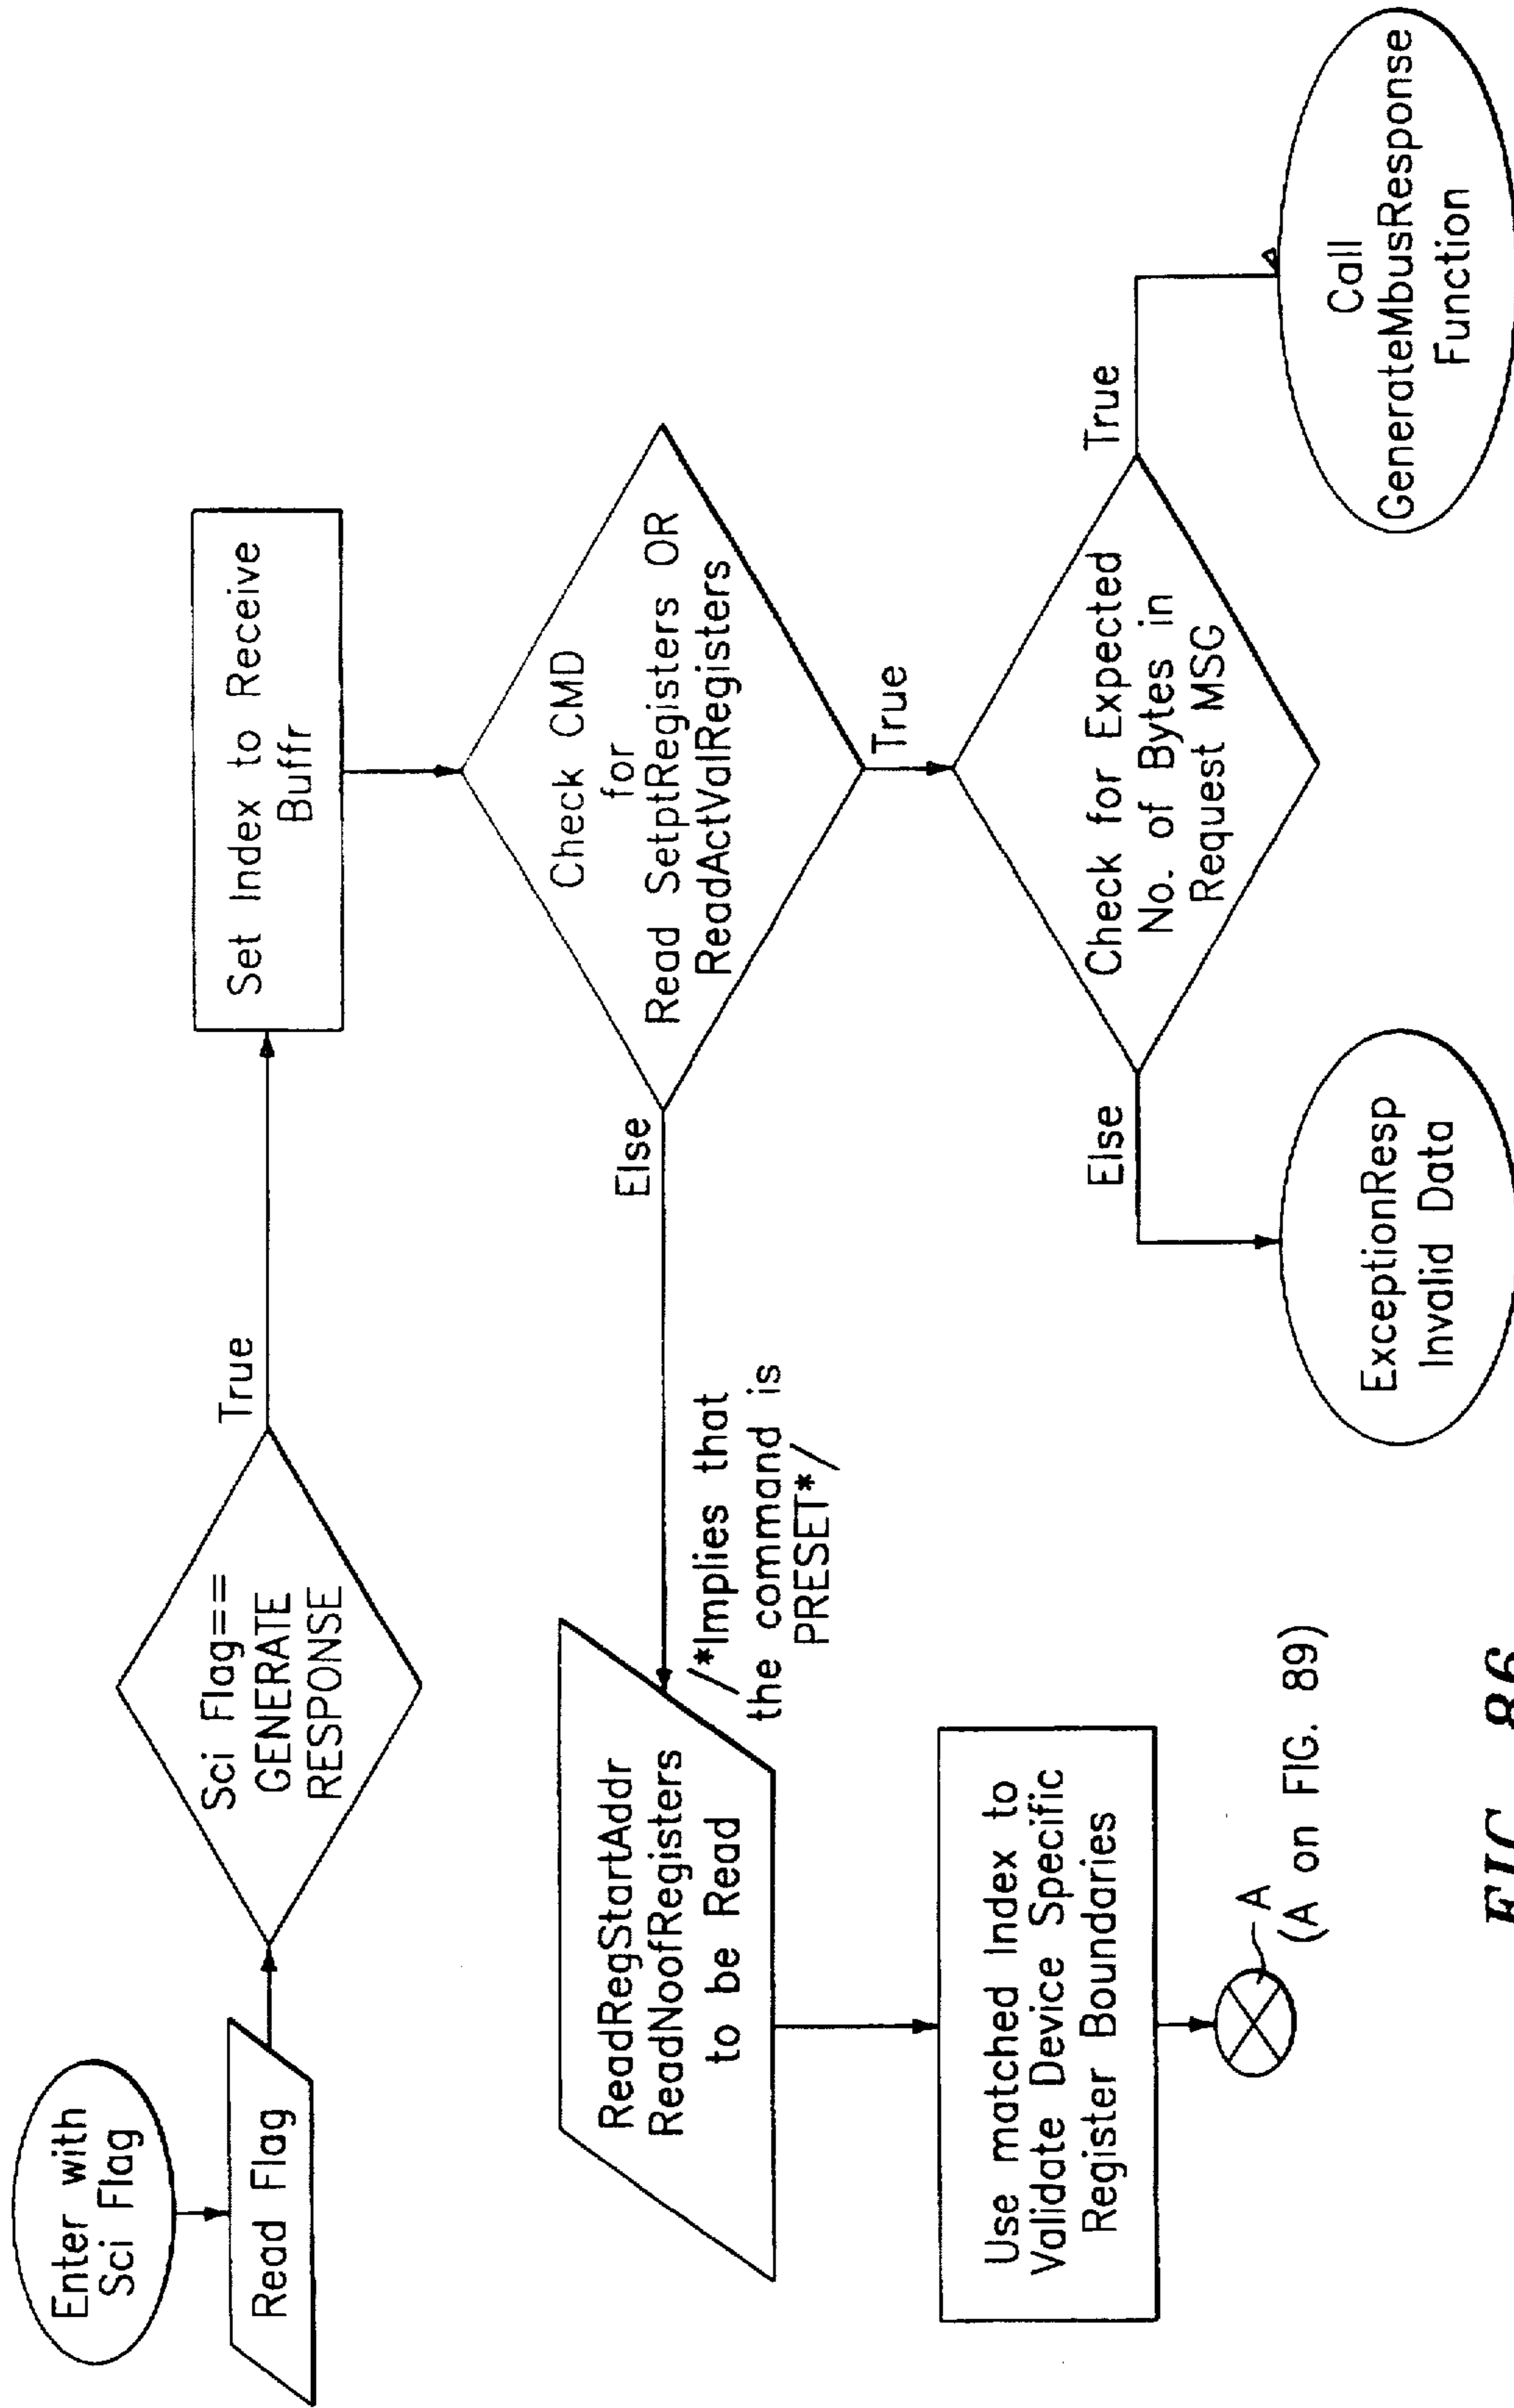 Enter with
Sci Flag
Read Flag
Sci Flag==
GENERATE
RESPONSE
True
Set Index to Receive
Buffr
Check CMD
for
Read SetptRegisters OR
ReadActValRegisters
Else
True
/*Implies that
the command is
PRESET*/
ReadRegStartAddr
ReadNoofRegisters
to be Read
Use matched Index to
Validate Device Specific
Register Boundaries
A
(A on FIG. 89)
Check for Expected
No. of Bytes in
Request MSG
Else
True
ExceptionResp
Invalid Data
Call
GenerateMbusResponse
Function
FIG. 86